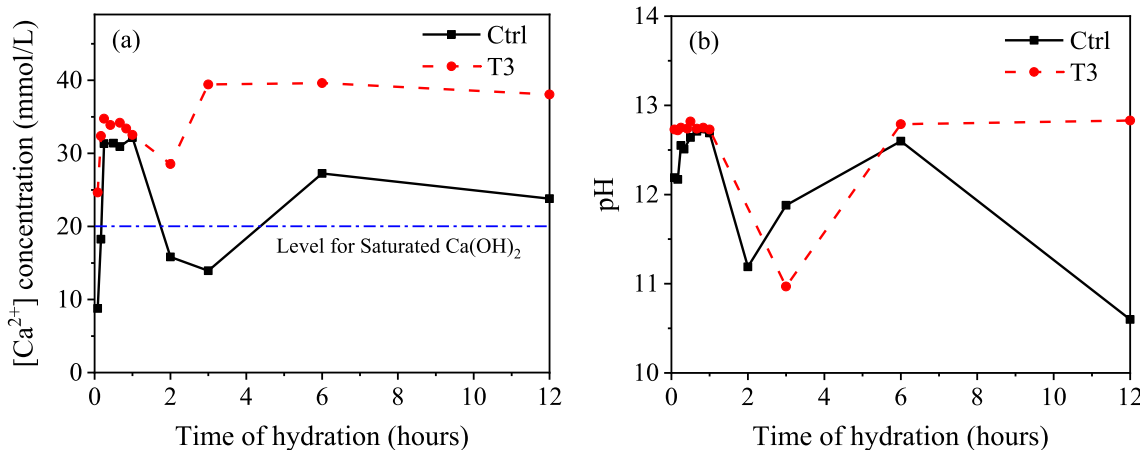 (a)
Ctrl
T3
[Ca²⁺] concentration (mmol/L)
40
30
20
10
0
Level for Saturated Ca(OH)₂
0 2 4 6 8 10 12
Time of hydration (hours)
(b)
Ctrl
T3
pH
14
13
12
11
10
0 2 4 6 8 10 12
Time of hydration (hours)